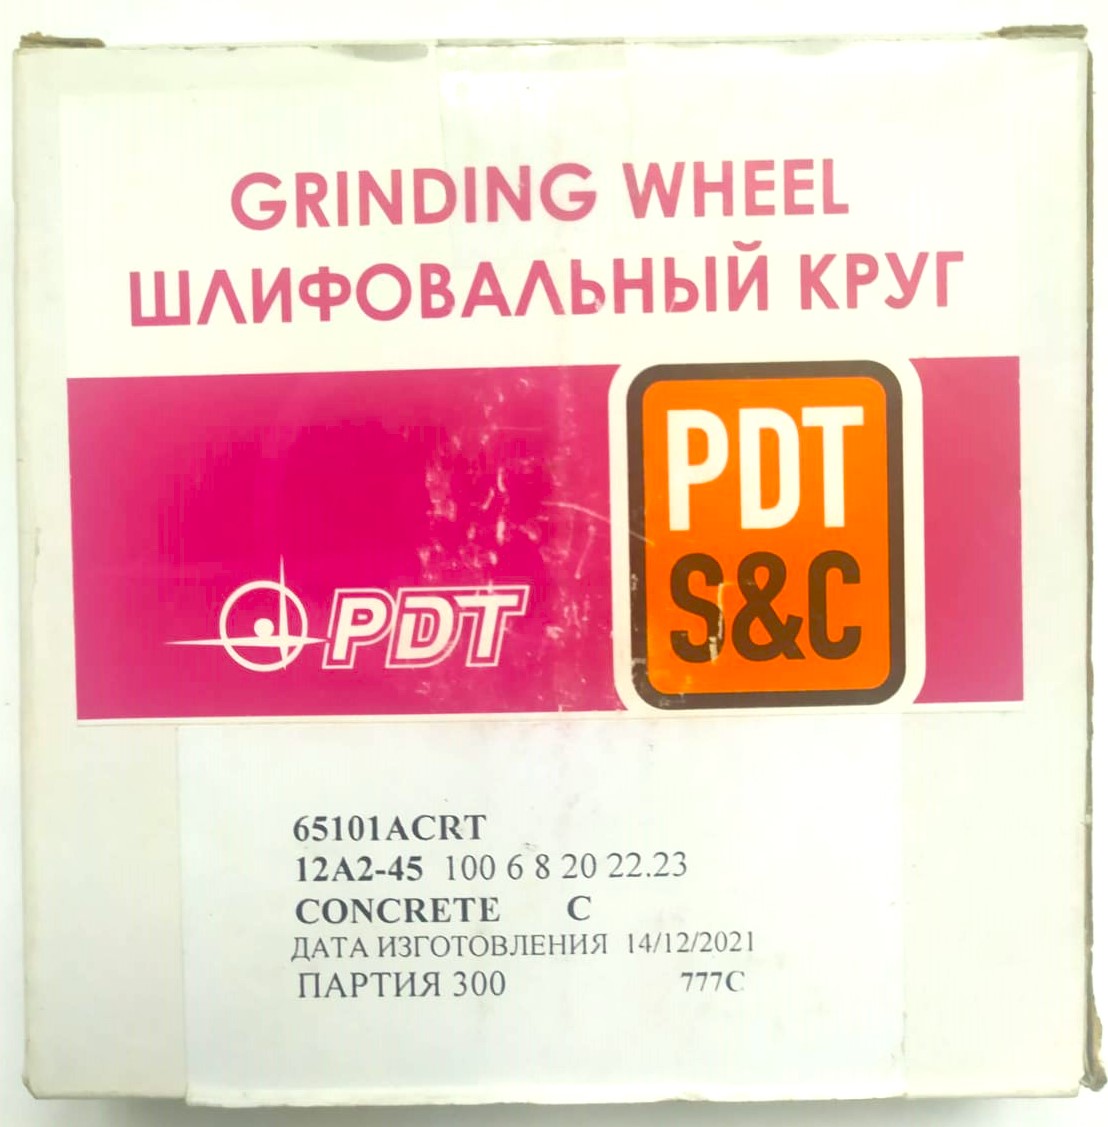 GRINDING WHEEL
ШЛИФОВАЛЬНЫЙ КРУГ
PDT
S&C
PDT
65101ACRT
12A2-45 100 6 8 20 22.23
CONCRETE C
ДАТА ИЗГОТОВЛЕНИЯ 14/12/2021
ПАРТИЯ 300 777C